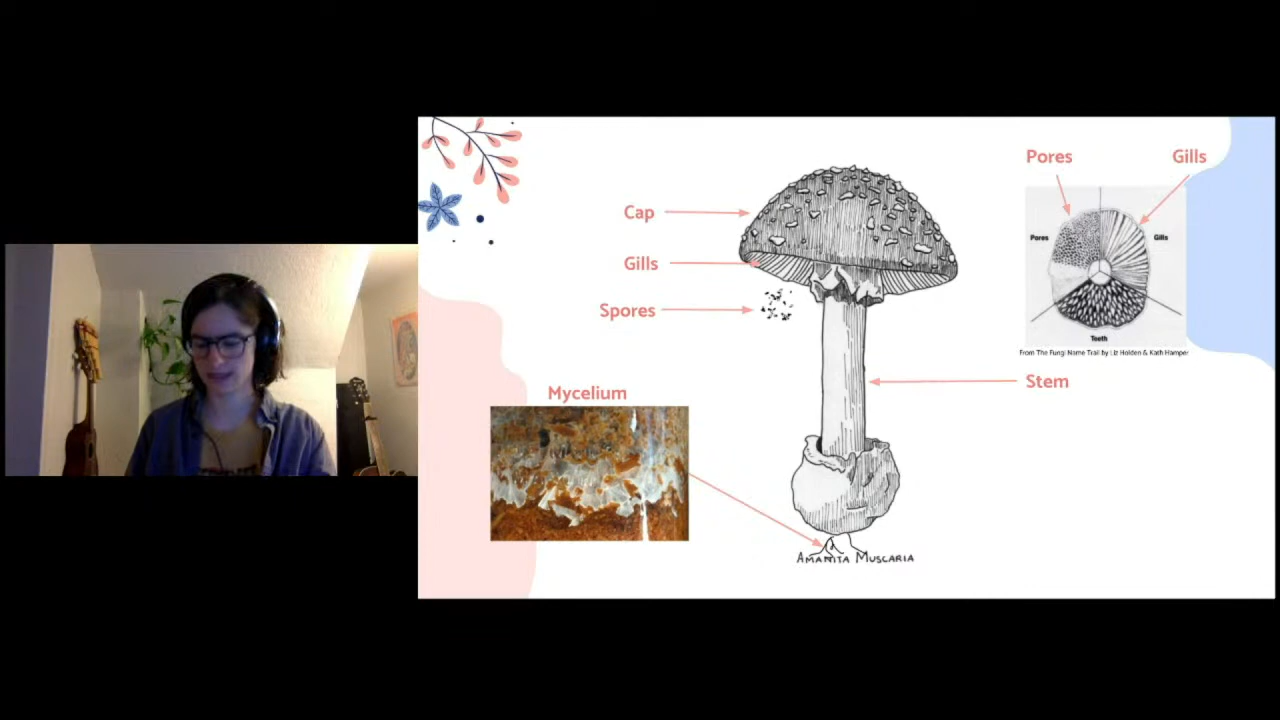 Pores
Gills
Cap
Pores
Gills
Gills
Spores
Teeth
From The Fungi Name Trail by Liz Holden & Kath Hamper
Stem
Mycelium
AMANITA MUSCARIA